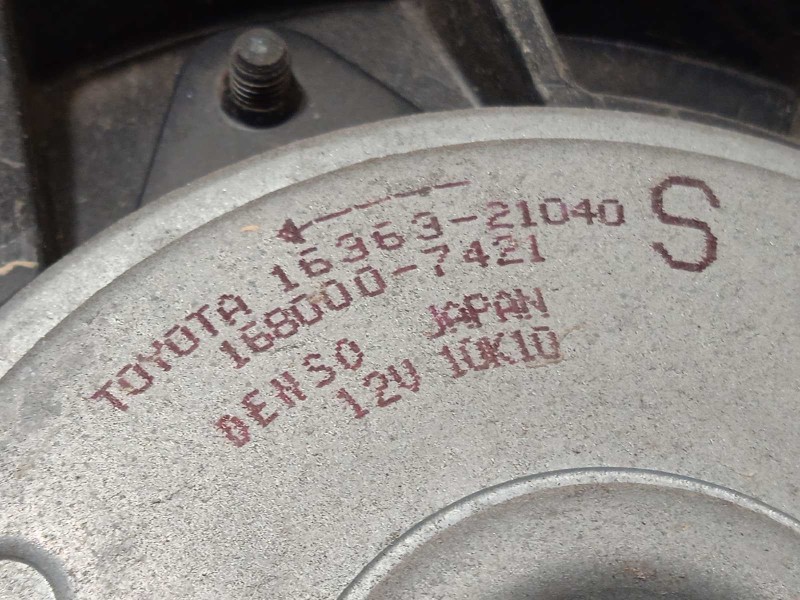 TOYOTA 16363-21040 S
168000-7421
DENSO JAPAN
12V 10K10